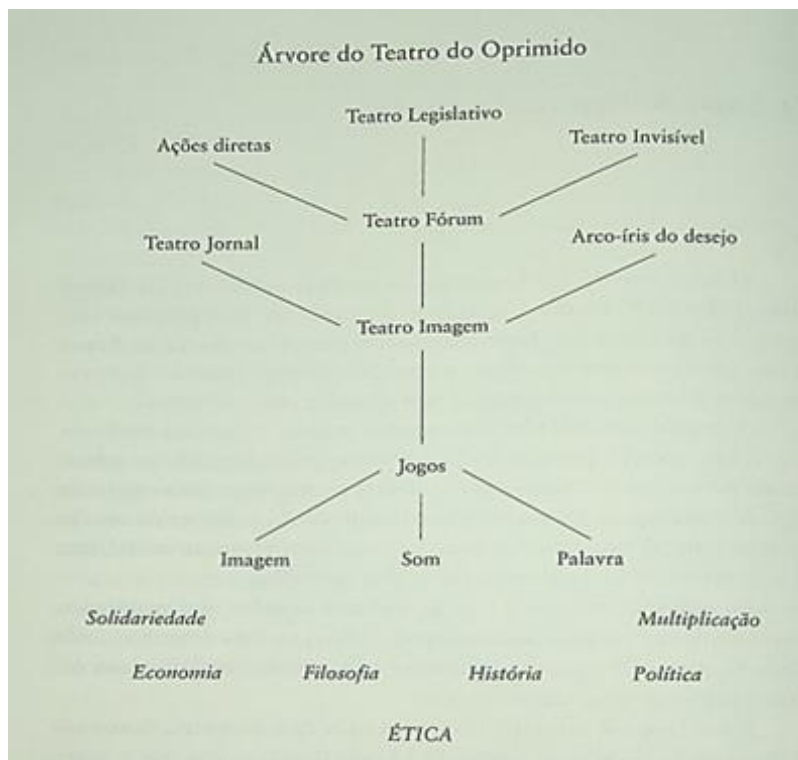 Árvore do Teatro do Oprimido
Teatro Legislativo
Ações diretas
Teatro Invisível
Teatro Fórum
Teatro Jornal
Arco-íris do desejo
Teatro Imagem
Jogos
Imagem Som Palavra
Solidariedade Multiplicação
Economia Filosofia História Política
ÉTICA